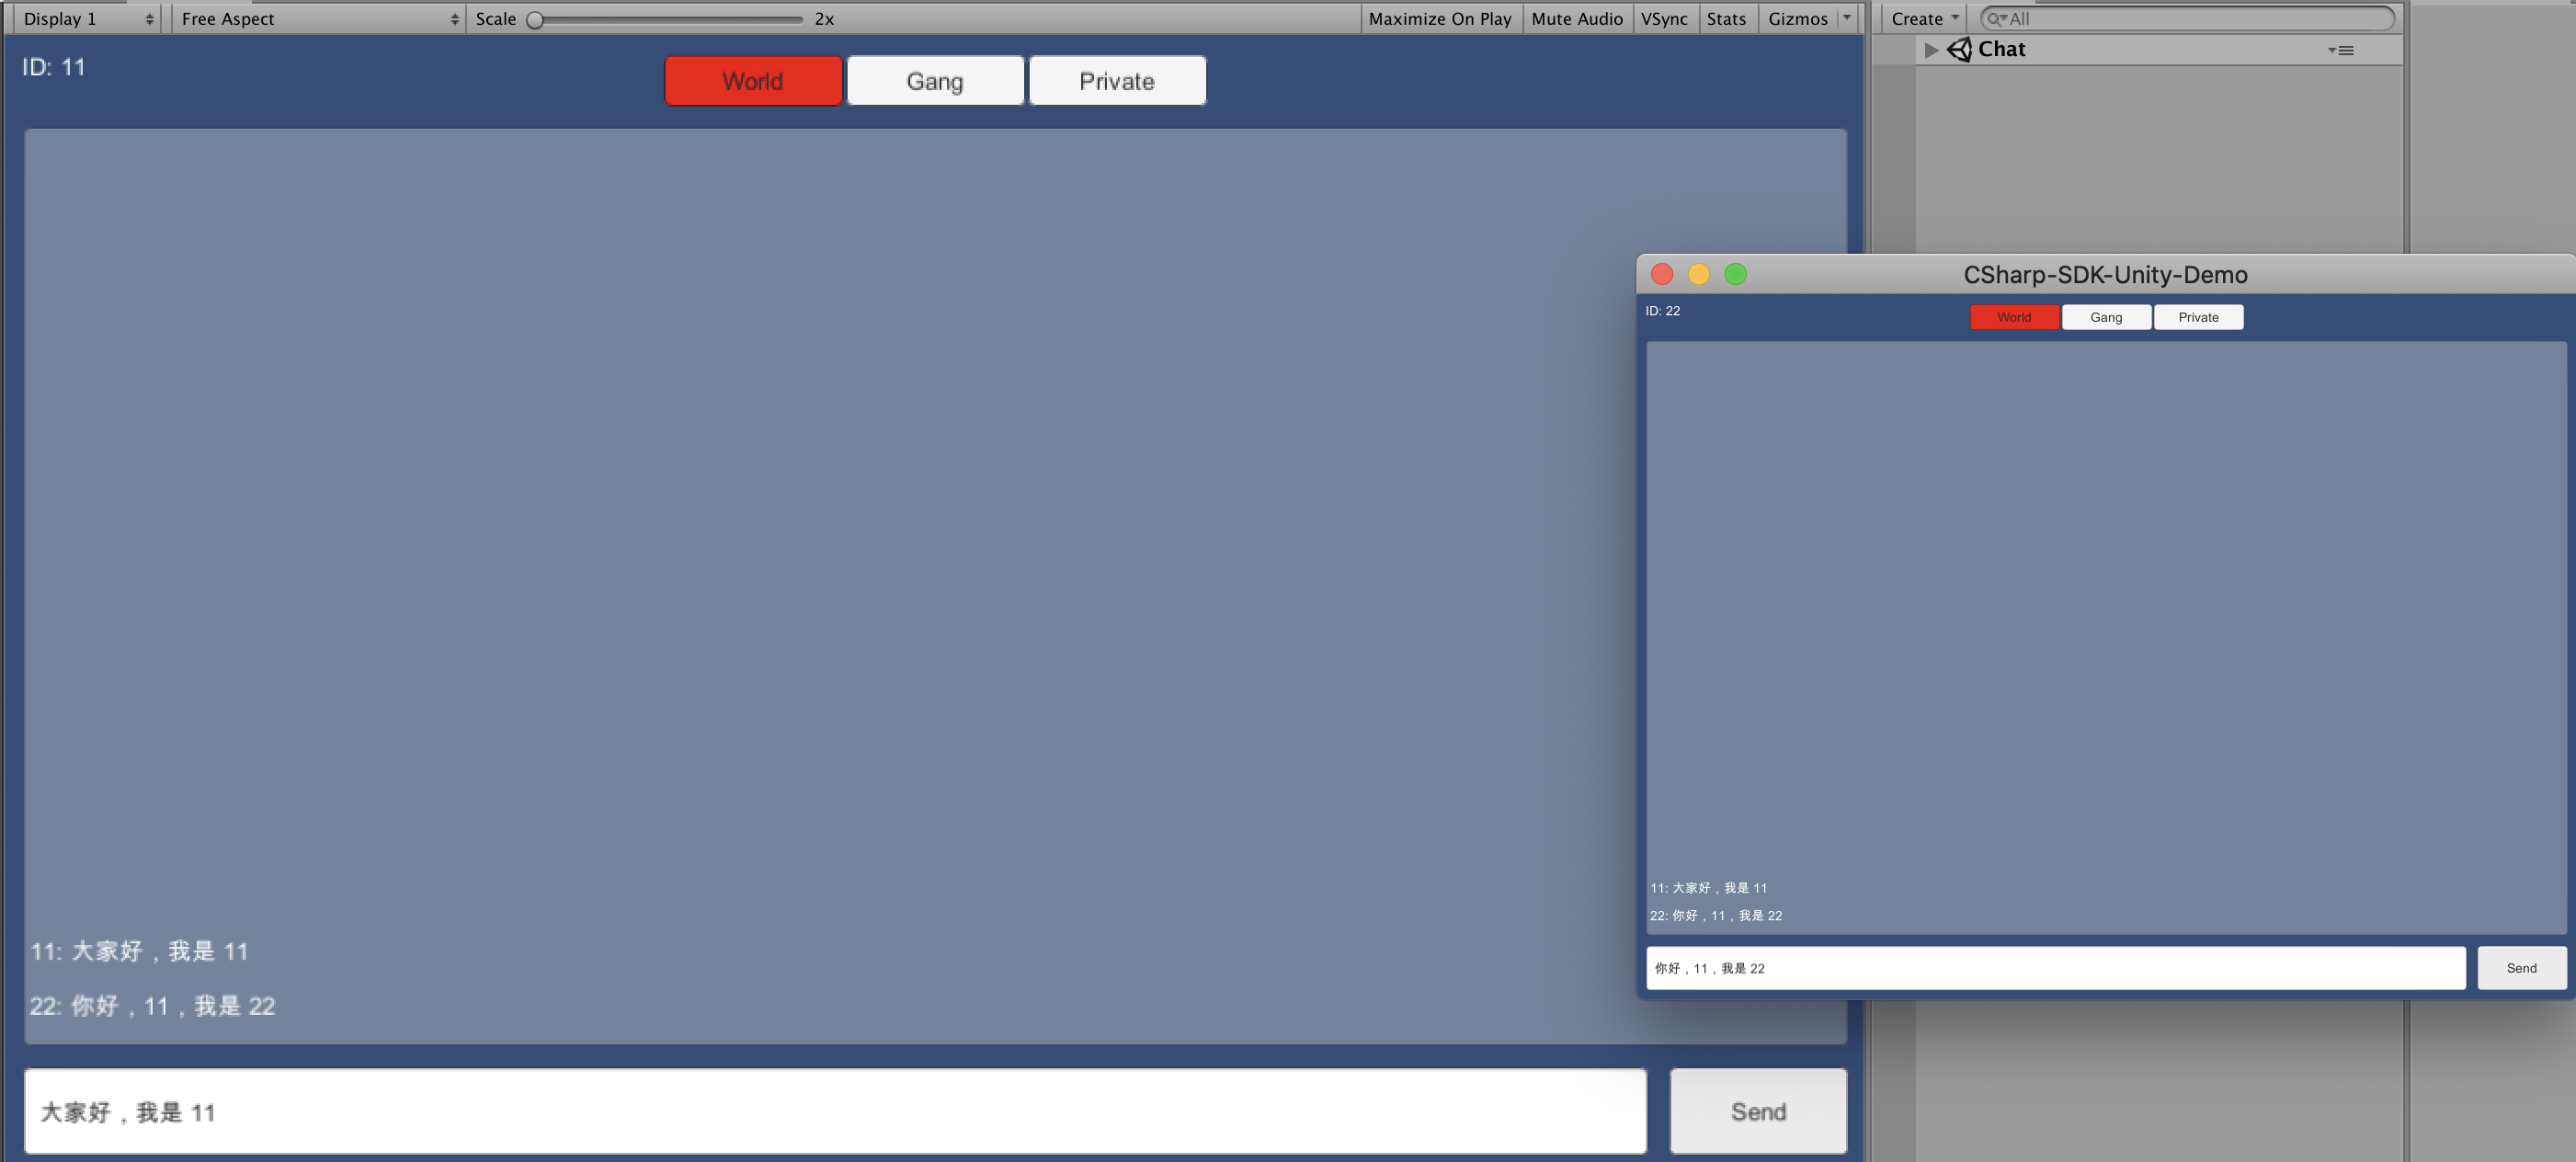 Display 1 Free Aspect Scale 2x Maximize On Play Mute Audio VSync Stats Gizmos Create All
Chat
ID: 11
World Gang Private
11: 大家好，我是 11
22: 你好，11，我是 22
大家好，我是 11 Send
CSharp-SDK-Unity-Demo
ID: 22
World Gang Private
11: 大家好，我是 11
22: 你好，11，我是 22
你好，11，我是 22 Send